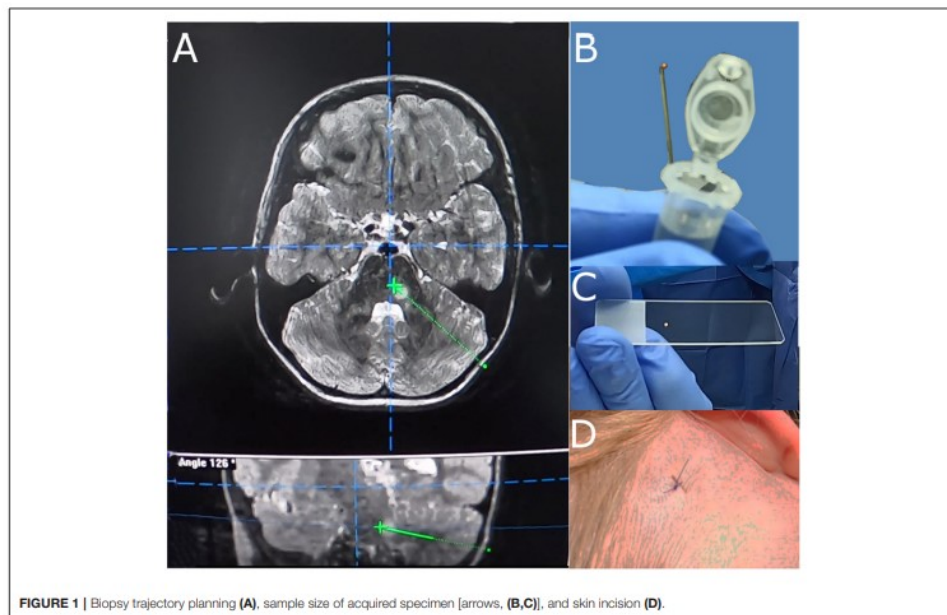 A
B
C
Angle 126 °
D
FIGURE 1 | Biopsy trajectory planning (A), sample size of acquired specimen [arrows, (B,C)], and skin incision (D).